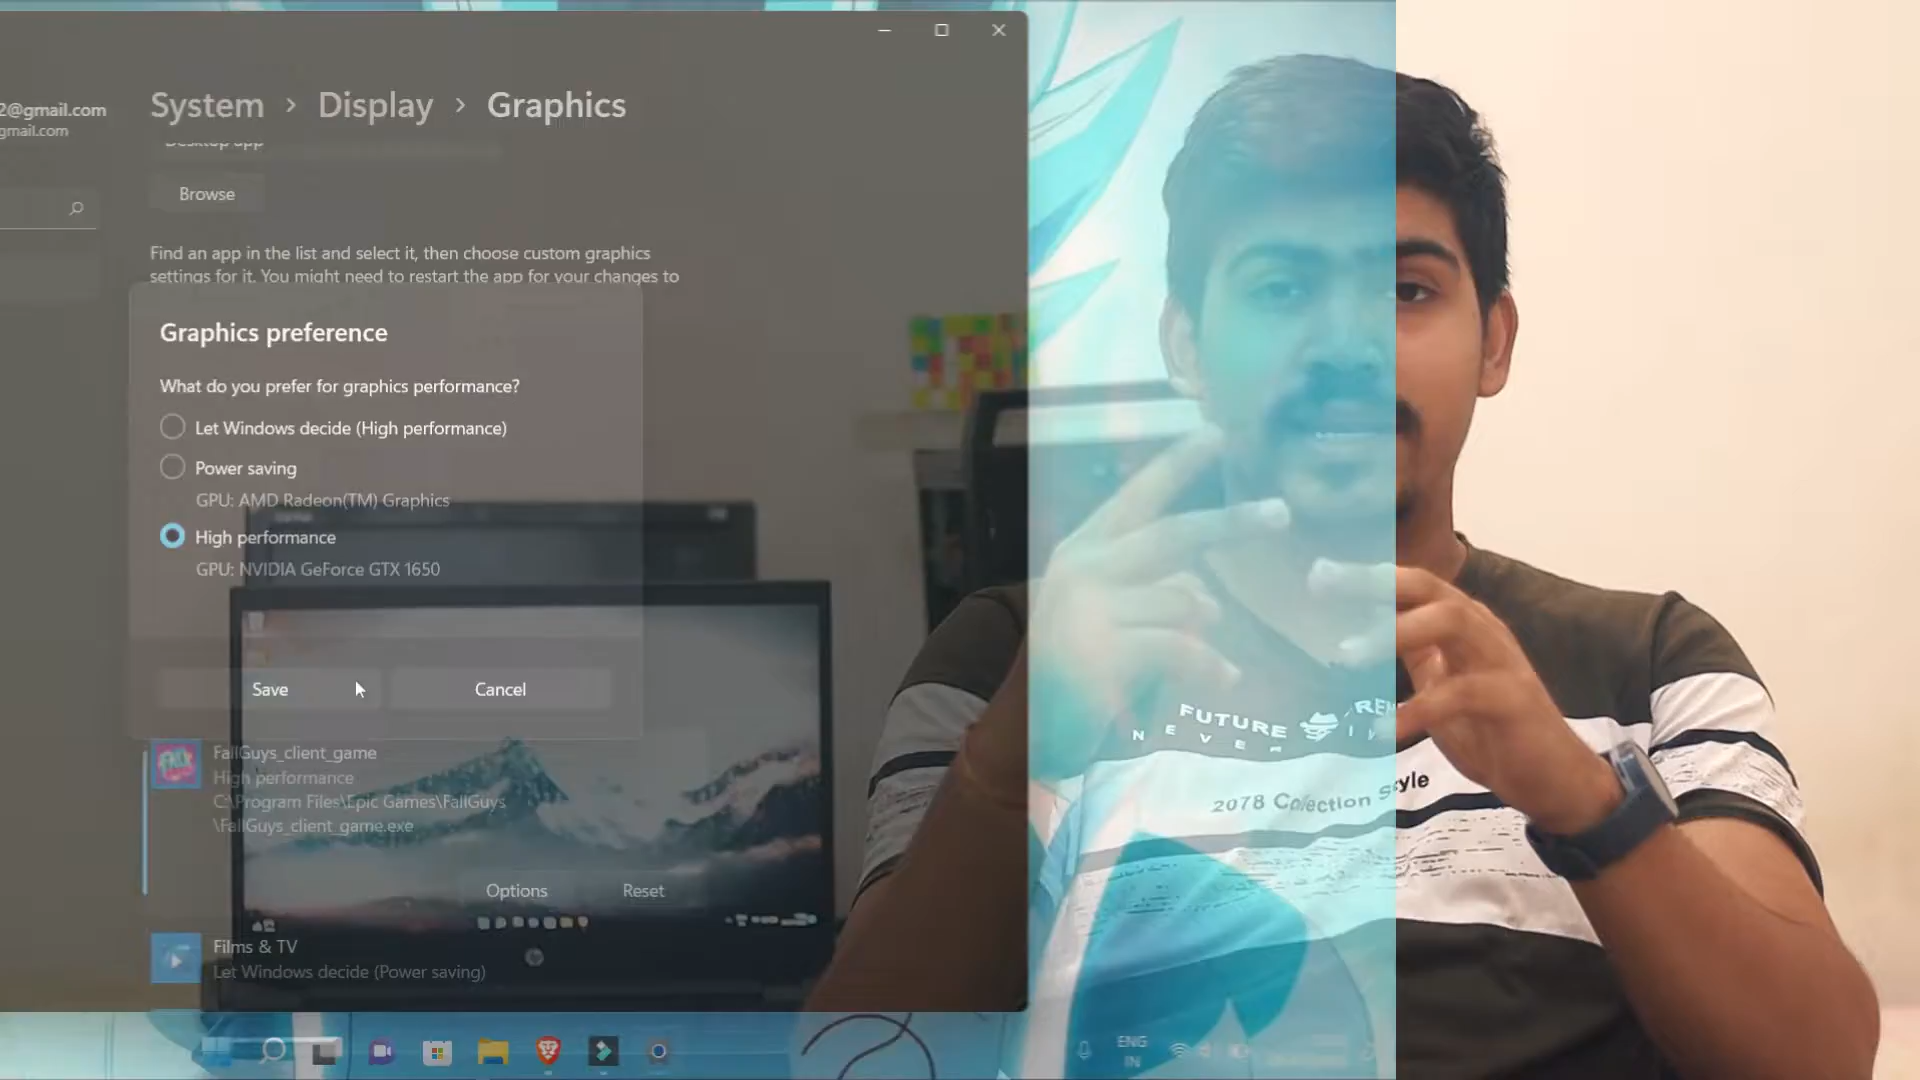 2@gmail.com
gmail.com
System > Display > Graphics
Desktop app
Browse
Find an app in the list and select it, then choose custom graphics
settings for it. You might need to restart the app for your changes to
Graphics preference
What do you prefer for graphics performance?
Let Windows decide (High performance)
Power saving
GPU: AMD Radeon(TM) Graphics
High performance
GPU: NVIDIA GeForce GTX 1650
Save
Cancel
FallGuys_client_game
High performance
C:\Program Files\Epic Games\FallGuys
\FallGuys_client_game.exe
Options
Reset
Films & TV
Let Windows decide (Power saving)
ENG
IN
FUTURE
NEVER
2078 Collection Style